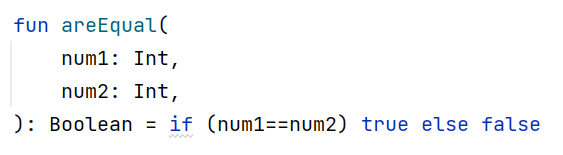 fun areEqual(
    num1: Int,
    num2: Int,
): Boolean = if (num1==num2) true else false